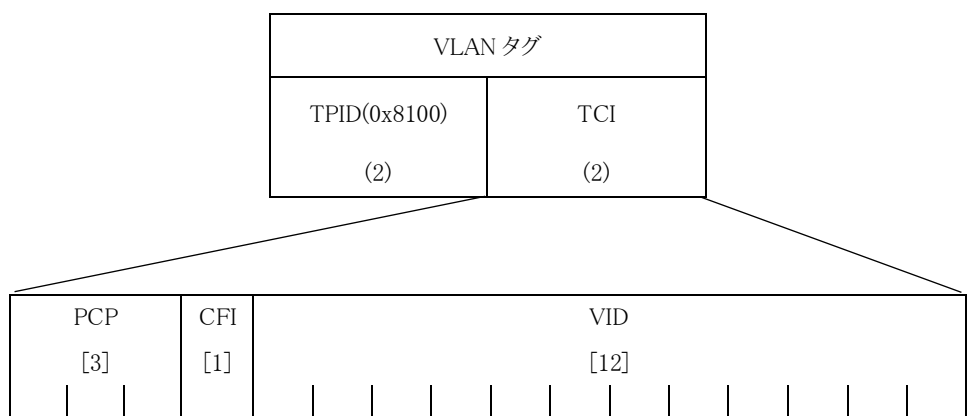 VLAN タグ
TPID(0x8100) TCI
(2) (2)
PCP CFI VID
[3] [1] [12]